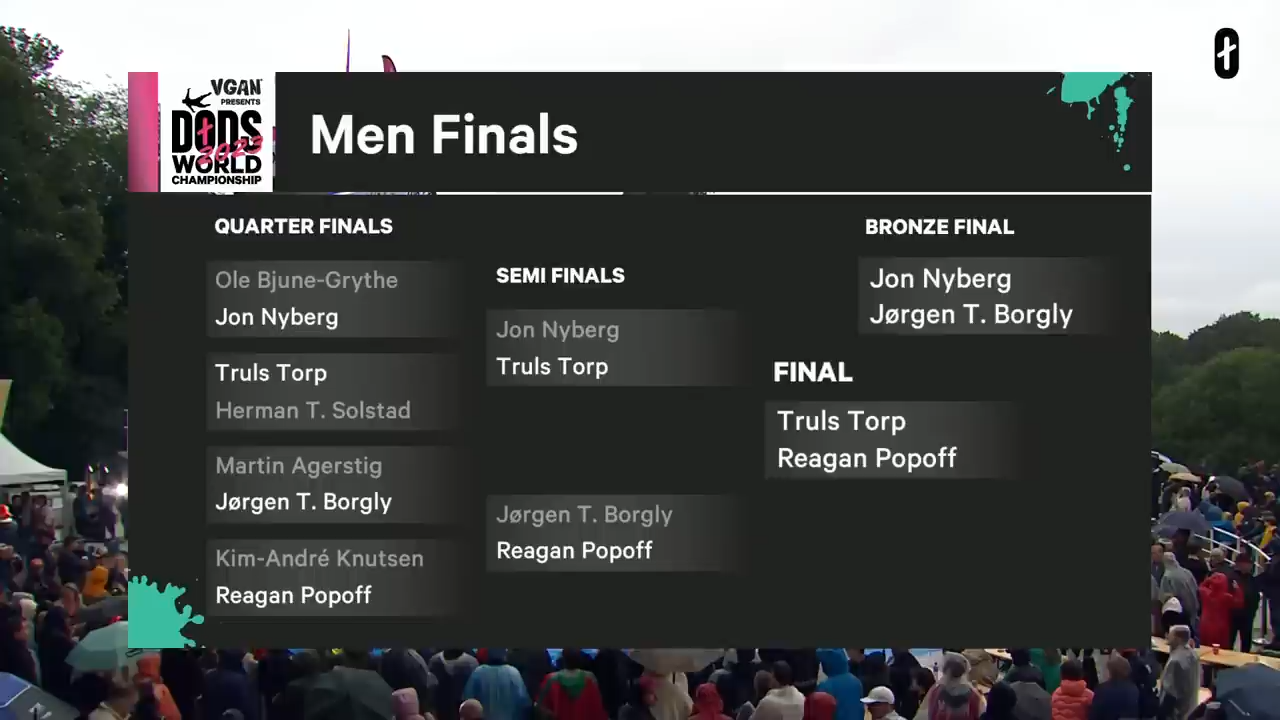 VGAN
PRESENTS
DØDS
2023
WORLD
CHAMPIONSHIP
Men Finals
QUARTER FINALS
Ole Bjune-Grythe
Jon Nyberg
Truls Torp
Herman T. Solstad
Martin Agerstig
Jørgen T. Borgly
Kim-André Knutsen
Reagan Popoff
SEMI FINALS
Jon Nyberg
Truls Torp
Jørgen T. Borgly
Reagan Popoff
BRONZE FINAL
Jon Nyberg
Jørgen T. Borgly
FINAL
Truls Torp
Reagan Popoff